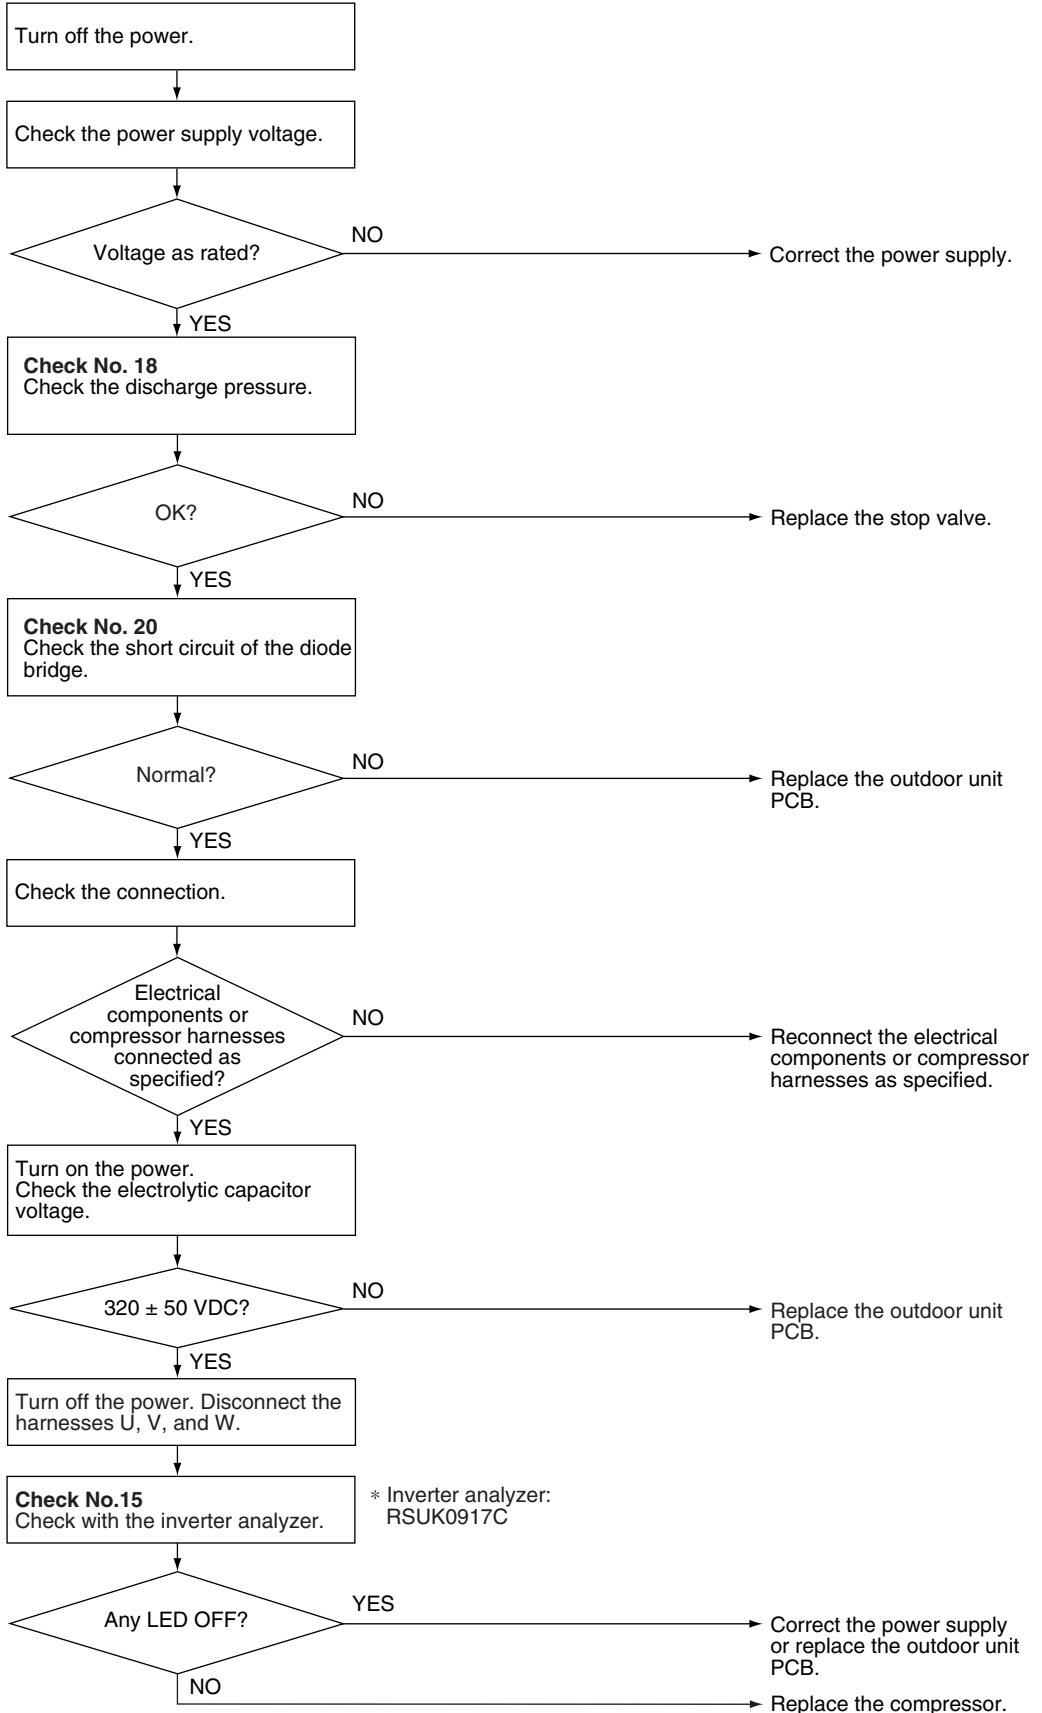 Turn off the power.
Check the power supply voltage.
Voltage as rated?
NO
Correct the power supply.
YES
Check No. 18
Check the discharge pressure.
OK?
NO
Replace the stop valve.
YES
Check No. 20
Check the short circuit of the diode
bridge.
Normal?
NO
Replace the outdoor unit
PCB.
YES
Check the connection.
Electrical
components or
compressor harnesses
connected as
specified?
NO
Reconnect the electrical
components or compressor
harnesses as specified.
YES
Turn on the power.
Check the electrolytic capacitor
voltage.
320 ± 50 VDC?
NO
Replace the outdoor unit
PCB.
YES
Turn off the power. Disconnect the
harnesses U, V, and W.
Check No.15
Check with the inverter analyzer.
* Inverter analyzer:
RSUK0917C
Any LED OFF?
YES
Correct the power supply
or replace the outdoor unit
PCB.
NO
Replace the compressor.